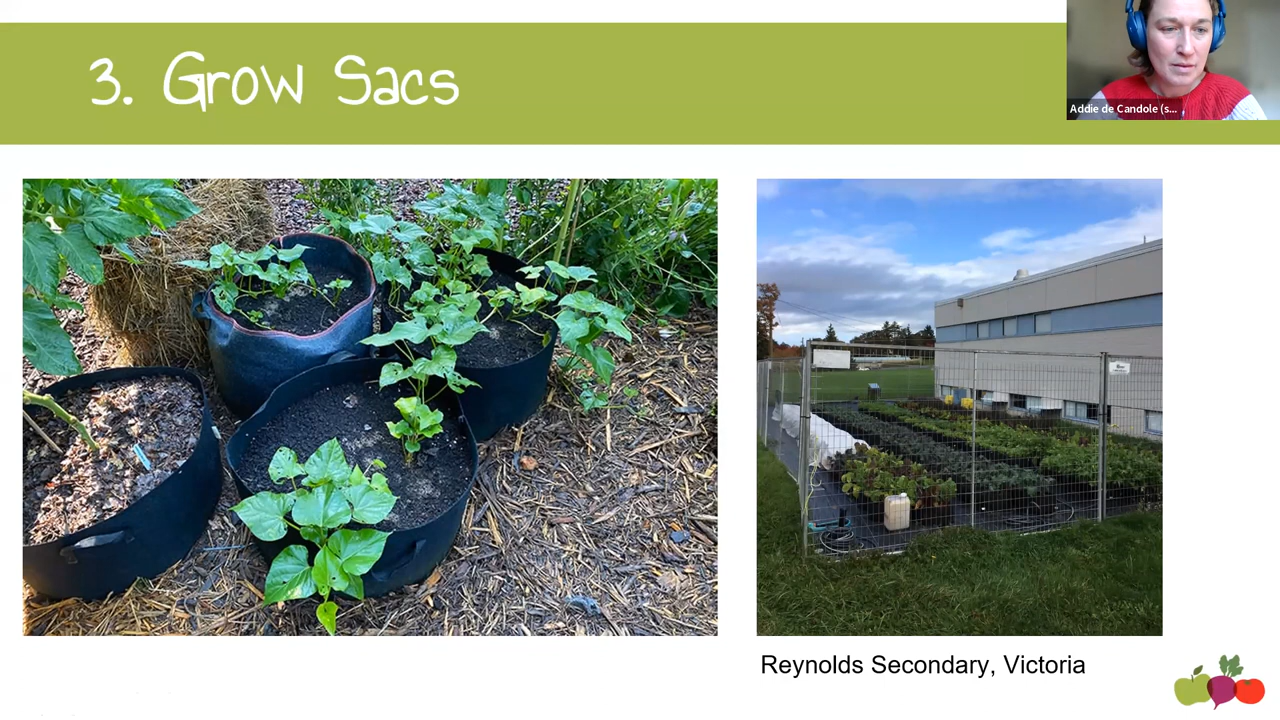 3. Grow Sacs
Addie de Candole (s...
Reynolds Secondary, Victoria